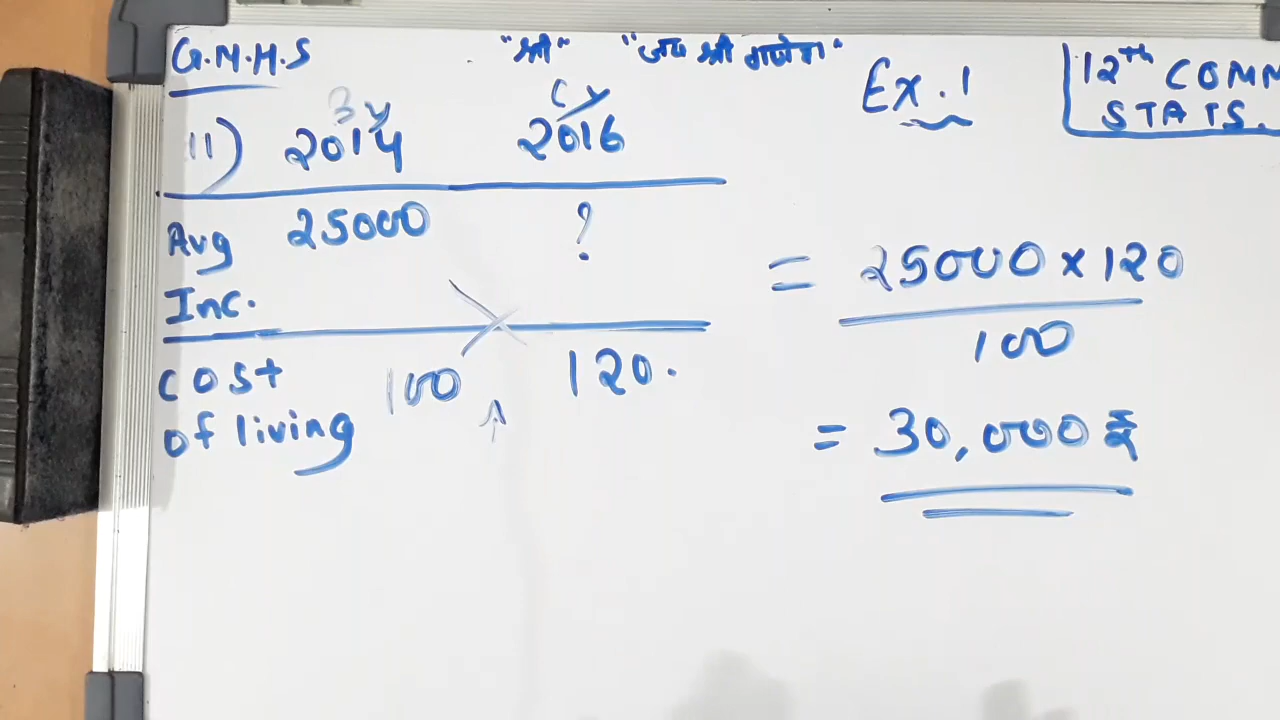 G.M.H.S "श्री" "जय श्री गणेश" Ex.1 12th COMM
STATS.
By Cy
11) 2014 2016
Avg 25000 ?
Inc.
cost 100 120.
of living
= 25000 x 120
100
= 30,000 ₹